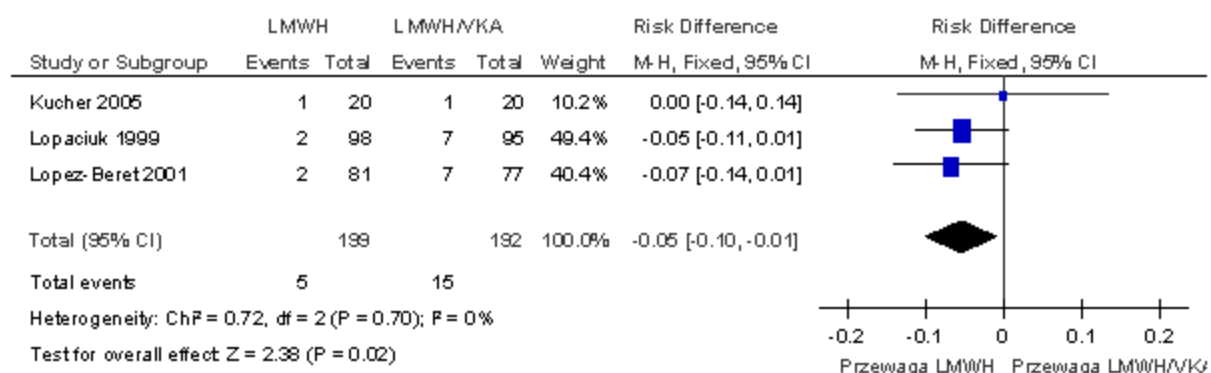 LMWH LMWH/VKA Risk Difference Risk Difference
Study or Subgroup Events Total Events Total Weight M-H, Fixed, 95% CI M-H, Fixed, 95% CI
Kucher 2005 1 20 1 20 10.2% 0.00 [-0.14, 0.14]
Lopaciuk 1999 2 98 7 95 49.4% -0.05 [-0.11, 0.01]
Lopez-Beret 2001 2 81 7 77 40.4% -0.07 [-0.14, 0.01]
Total (95% CI) 199 192 100.0% -0.05 [-0.10, -0.01]
Total events 5 15
Heterogeneity: Chi² = 0.72, df = 2 (P = 0.70); I² = 0%
Test for overall effect: Z = 2.38 (P = 0.02)
-0.2 -0.1 0 0.1 0.2
Przewaga LMWH Przewaga LMWH/VKA